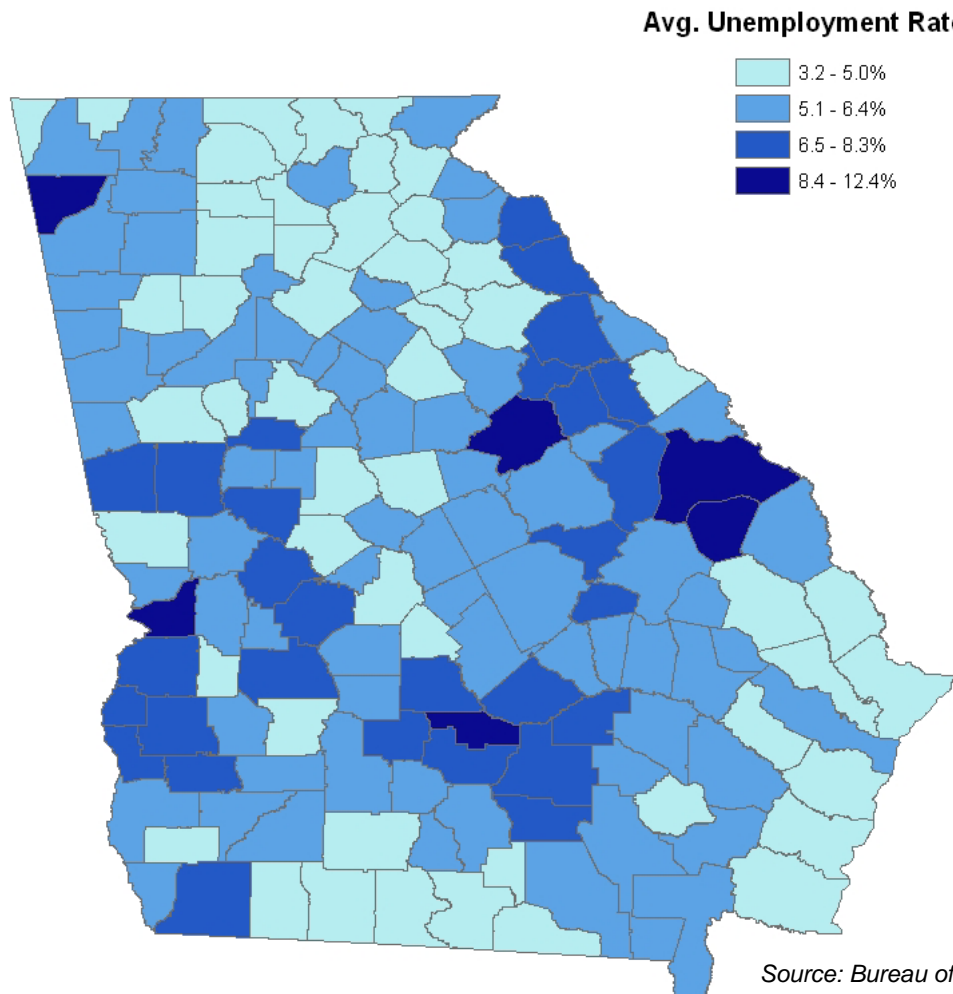 Avg. Unemployment Rat
3.2 - 5.0%
5.1 - 6.4%
6.5 - 8.3%
8.4 - 12.4%
Source: Bureau of